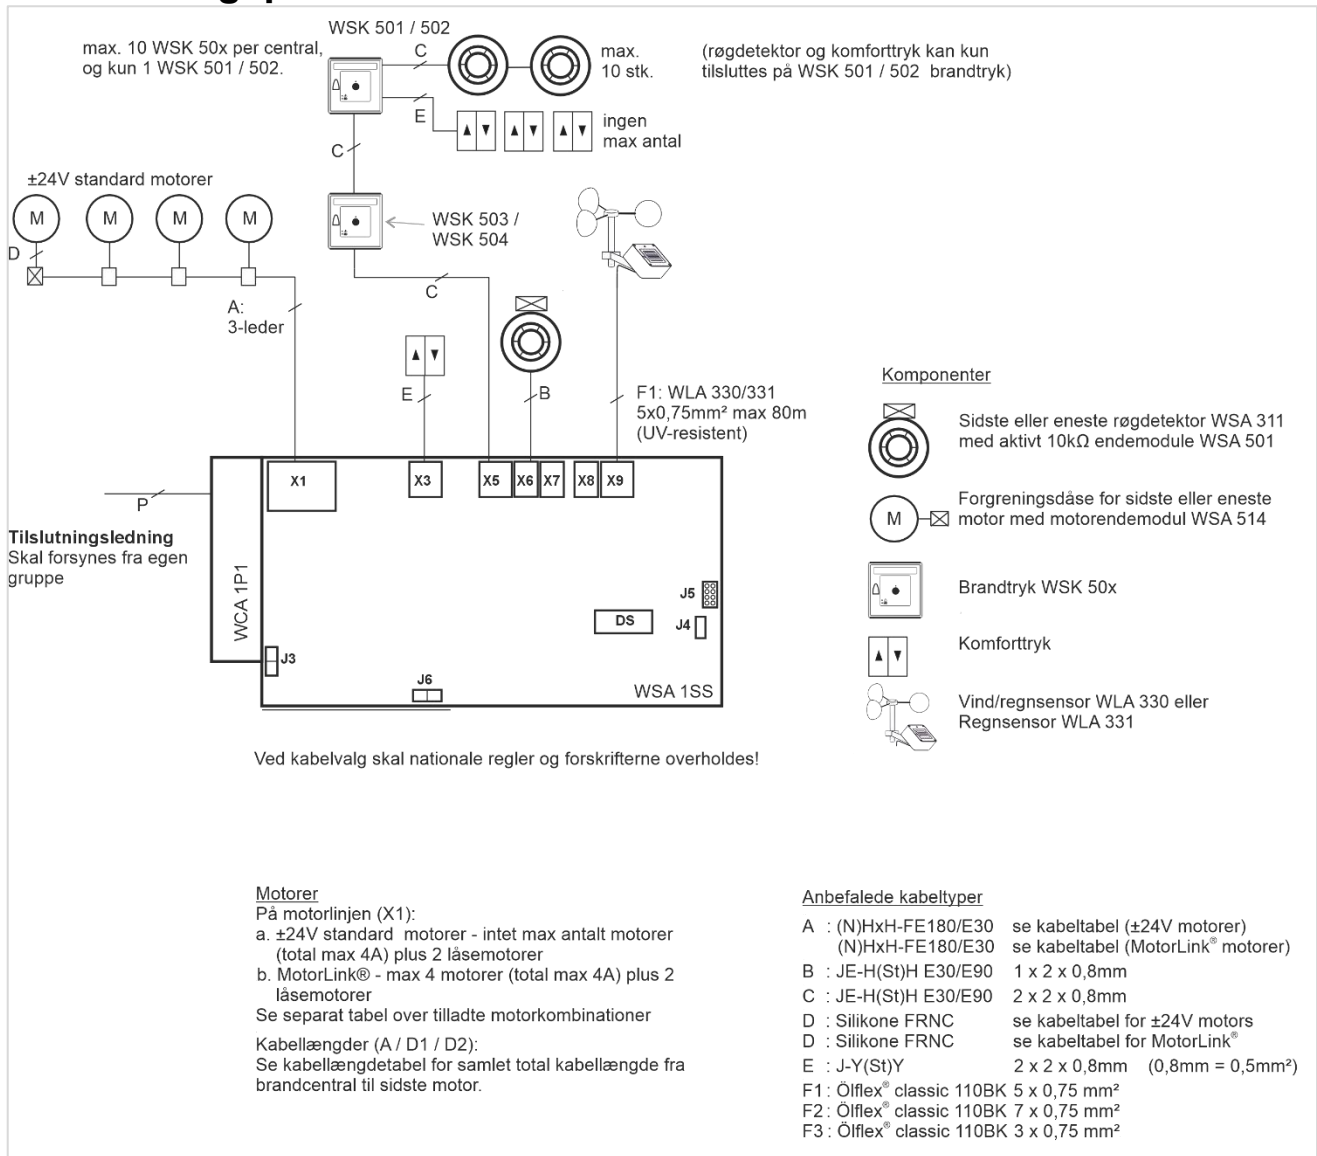 WSK 501 / 502
max. 10 WSK 50x per central,
og kun 1 WSK 501 / 502.
C
max.
10 stk.
(røgdetektor og komforttryk kan kun
tilsluttes på WSK 501 / 502 brandtryk)
E
ingen
max antal
C
±24V standard motorer
M
M
M
M
D
WSK 503 /
WSK 504
C
A:
3-leder
E
B
F1: WLA 330/331
5x0,75mm² max 80m
(UV-resistent)
X1
X3
X5
X6
X7
X8
X9
P
Tilslutningsledning
Skal forsynes fra egen
gruppe
WCA 1P1
J5
DS
J4
J3
J6
WSA 1SS
Komponenter
Sidste eller eneste røgdetektor WSA 311
med aktivt 10kΩ endemodule WSA 501
M
Forgreningsdåse for sidste eller eneste
motor med motorendemodul WSA 514
Brandtryk WSK 50x
Komforttryk
Vind/regnsensor WLA 330 eller
Regnsensor WLA 331
Ved kabelvalg skal nationale regler og forskrifterne overholdes!
Motorer
På motorlinjen (X1):
a. ±24V standard motorer - intet max antalt motorer
(total max 4A) plus 2 låsemotorer
b. MotorLink® - max 4 motorer (total max 4A) plus 2
låsemotorer
Se separat tabel over tilladte motorkombinationer
Kabellængder (A / D1 / D2):
Se kabellængdetabel for samlet total kabellængde fra
brandcentral til sidste motor.
Anbefalede kabeltyper
A : (N)HxH-FE180/E30 se kabeltabel (±24V motorer)
(N)HxH-FE180/E30 se kabeltabel (MotorLink® motorer)
B : JE-H(St)H E30/E90 1 x 2 x 0,8mm
C : JE-H(St)H E30/E90 2 x 2 x 0,8mm
D : Silikone FRNC se kabeltabel for ±24V motors
D : Silikone FRNC se kabeltabel for MotorLink®
E : J-Y(St)Y 2 x 2 x 0,8mm (0,8mm = 0,5mm²)
F1 : Ölflex® classic 110BK 5 x 0,75 mm²
F2 : Ölflex® classic 110BK 7 x 0,75 mm²
F3 : Ölflex® classic 110BK 3 x 0,75 mm²